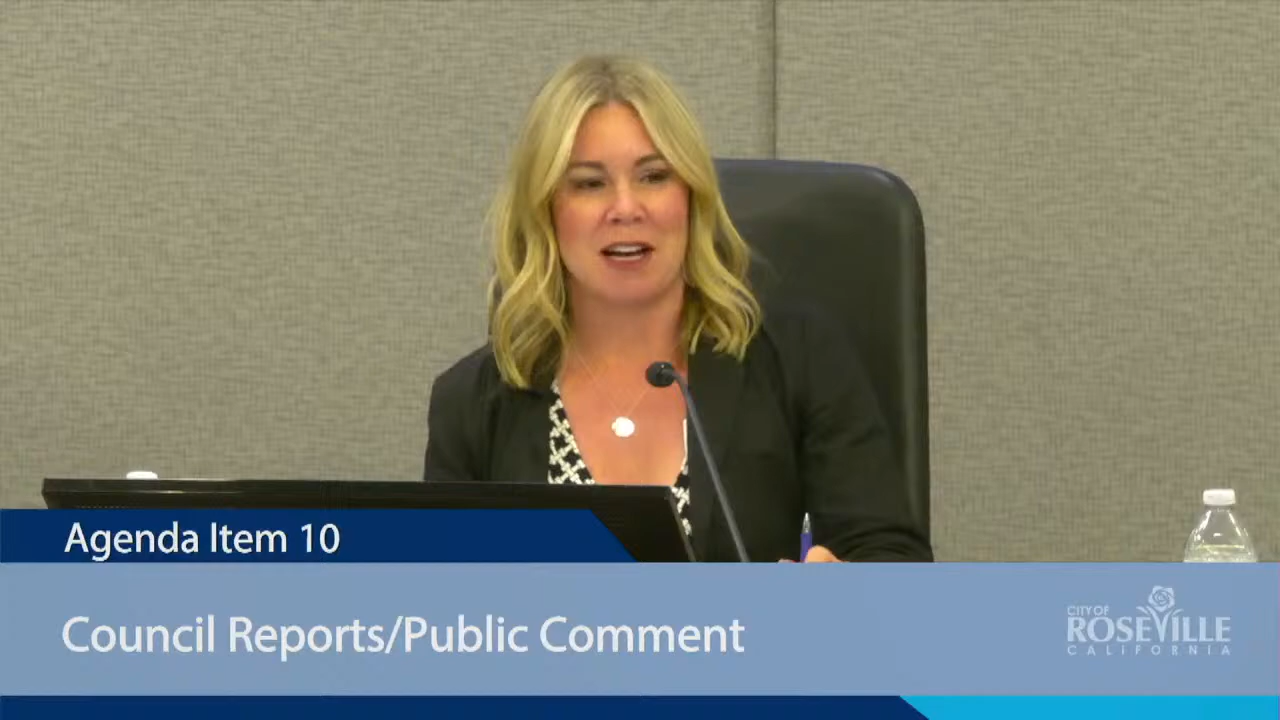 Agenda Item 10
Council Reports/Public Comment
CITY OF
ROSEVILLE
CALIFORNIA